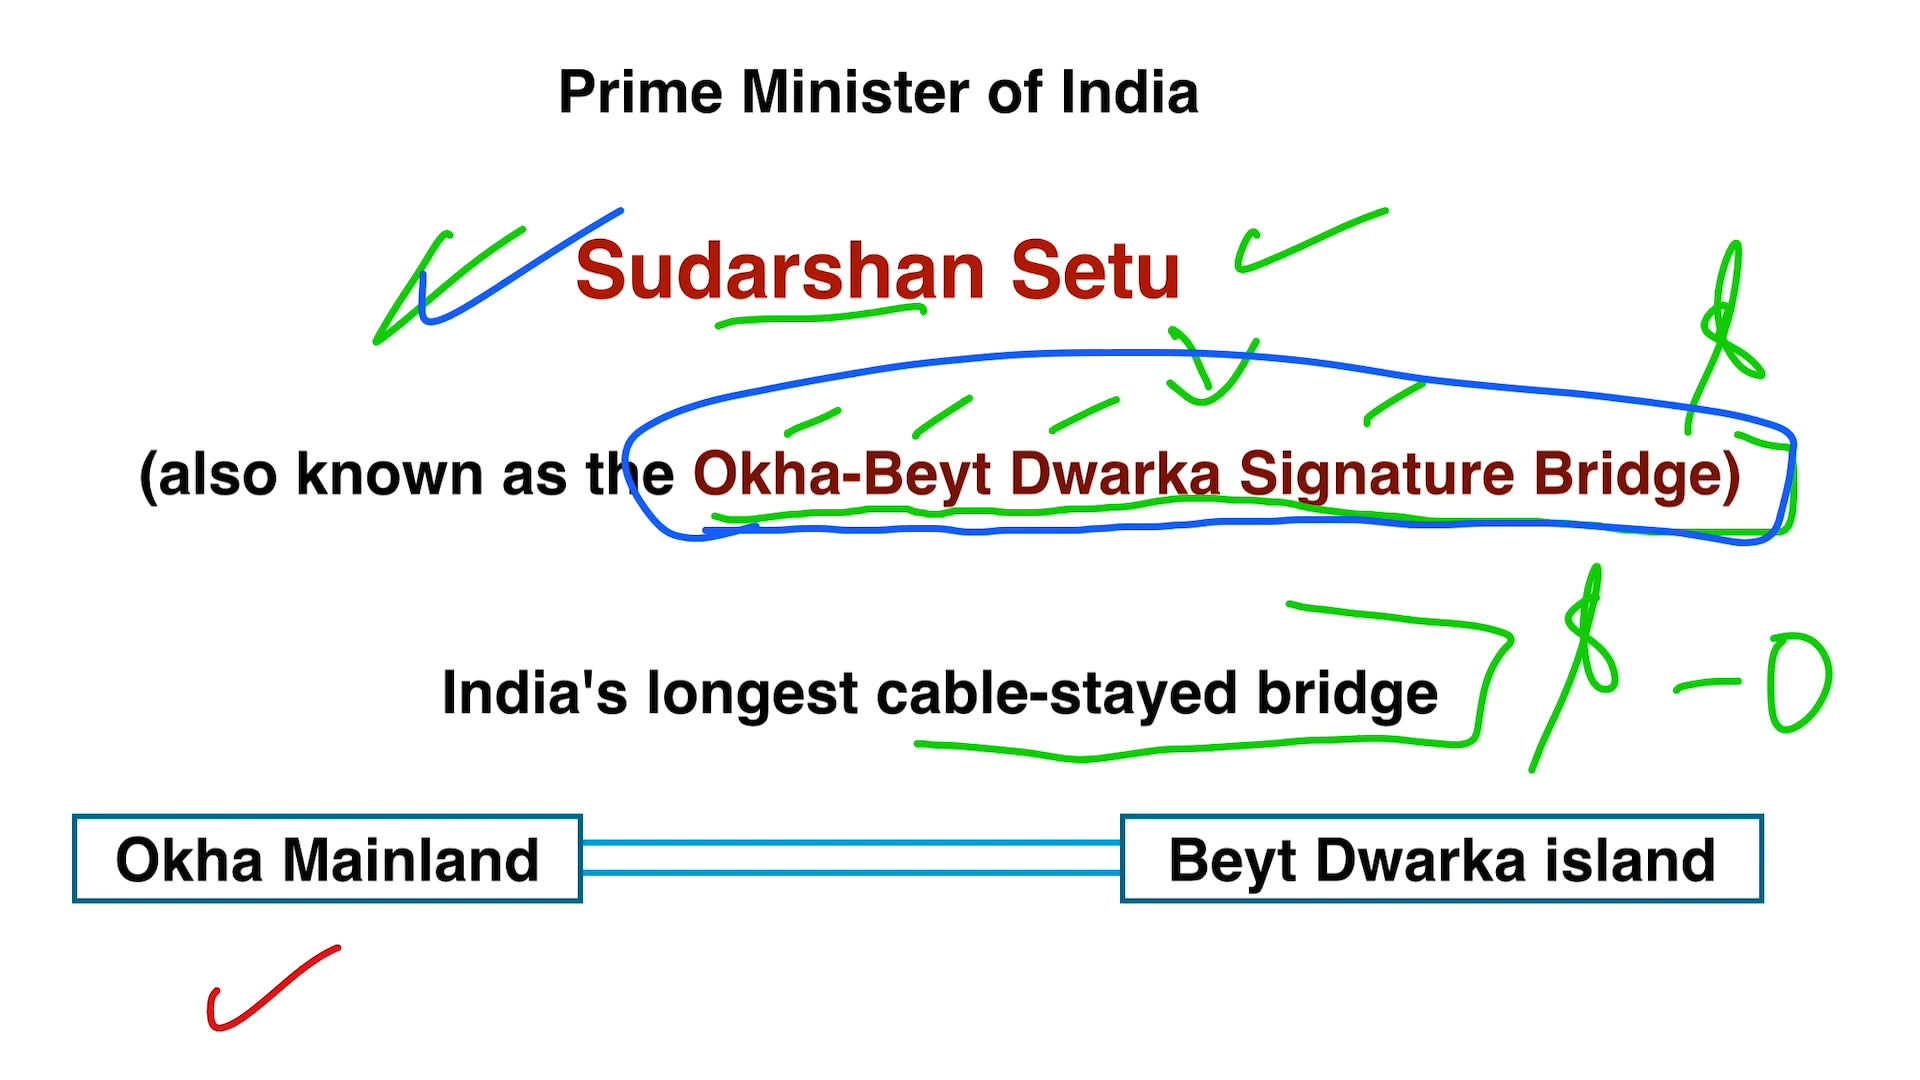 Prime Minister of India
Sudarshan Setu
(also known as the Okha-Beyt Dwarka Signature Bridge)
India's longest cable-stayed bridge
Okha Mainland
Beyt Dwarka island